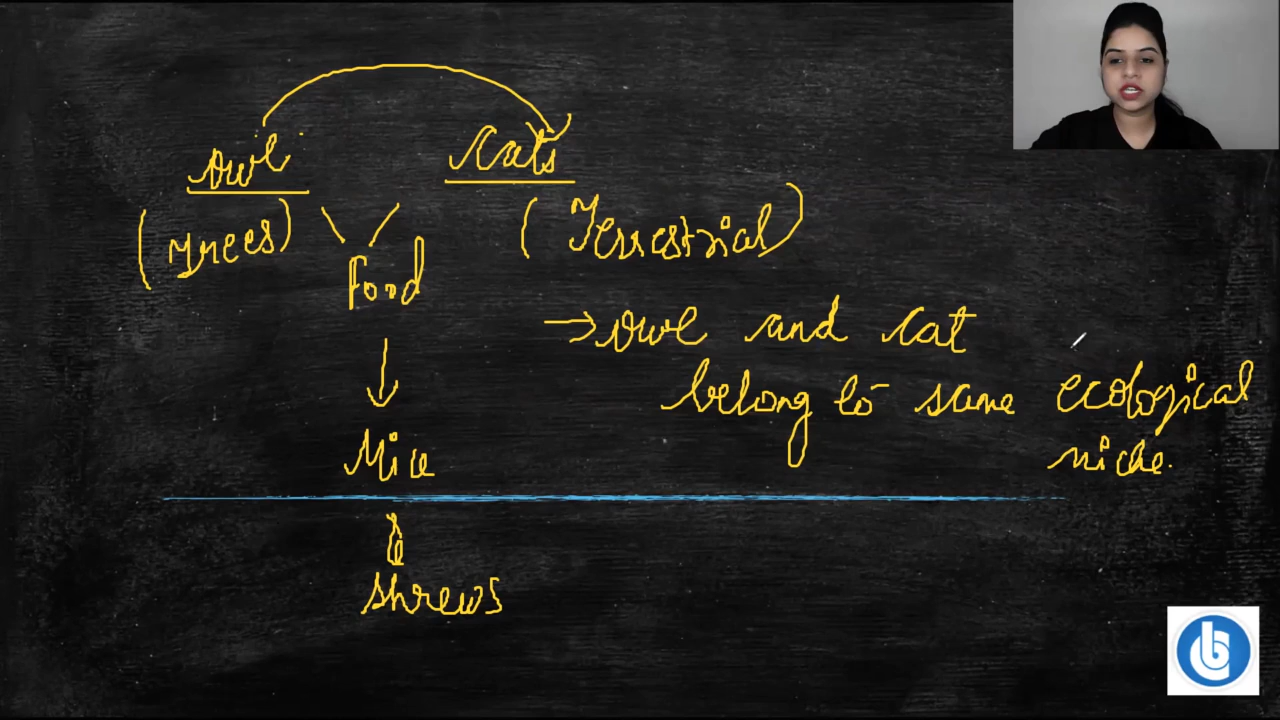 owl cats
(Trees) (Terrestrial)
Food
→ owl and cat
belong to same ecological
niche.
Mice
&
shrews